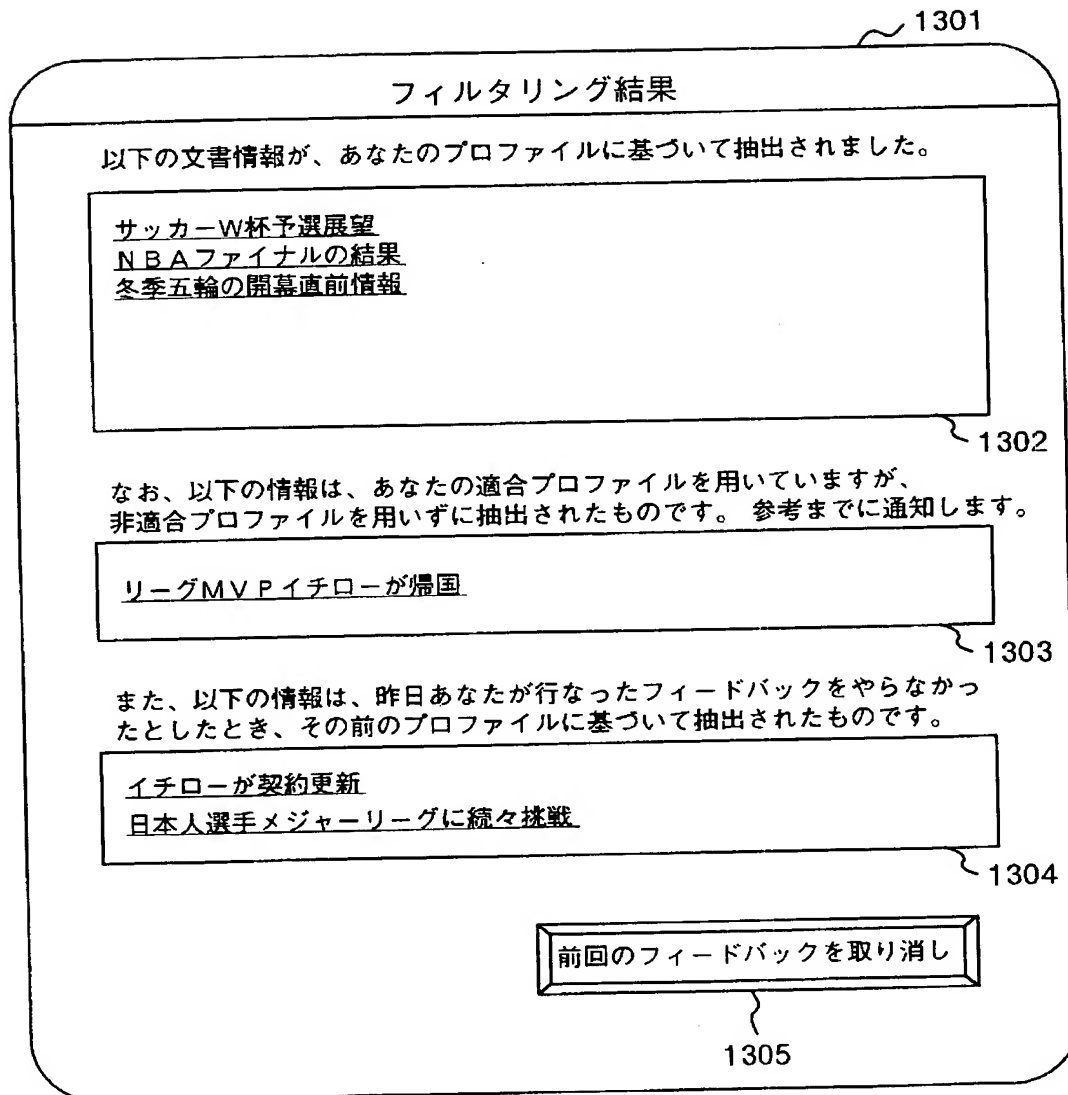 1301
フィルタリング結果
以下の文書情報が、あなたのプロファイルに基づいて抽出されました。
サッカーW杯予選展望
NBAファイナルの結果
冬季五輪の開幕直前情報
1302
なお、以下の情報は、あなたの適合プロファイルを用いていますが、
非適合プロファイルを用いずに抽出されたものです。 参考までに通知します。
リーグMVPイチローが帰国
1303
また、以下の情報は、昨日あなたが行なったフィードバックをやらなかっ
たとしたとき、その前のプロファイルに基づいて抽出されたものです。
イチローが契約更新
日本人選手メジャーリーグに続々挑戦
1304
前回のフィードバックを取り消し
1305